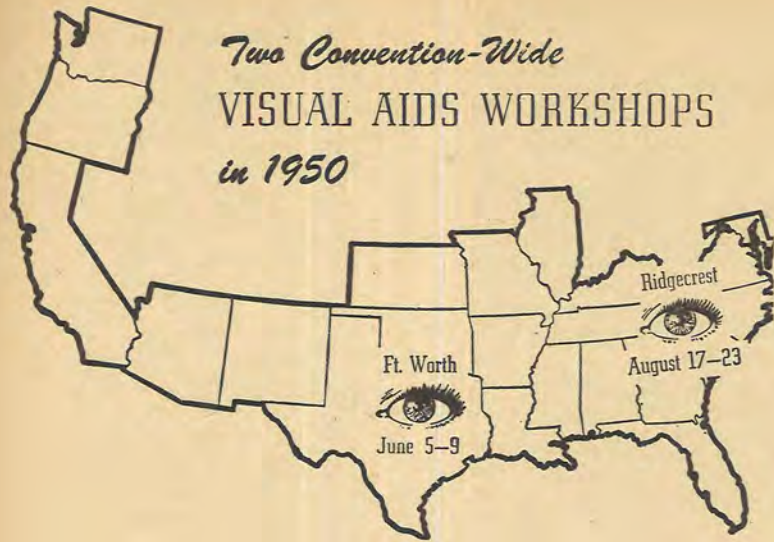 Two Convention-Wide
VISUAL AIDS WORKSHOPS
in 1950
Ridgecrest
August 17–23
Ft. Worth
June 5–9